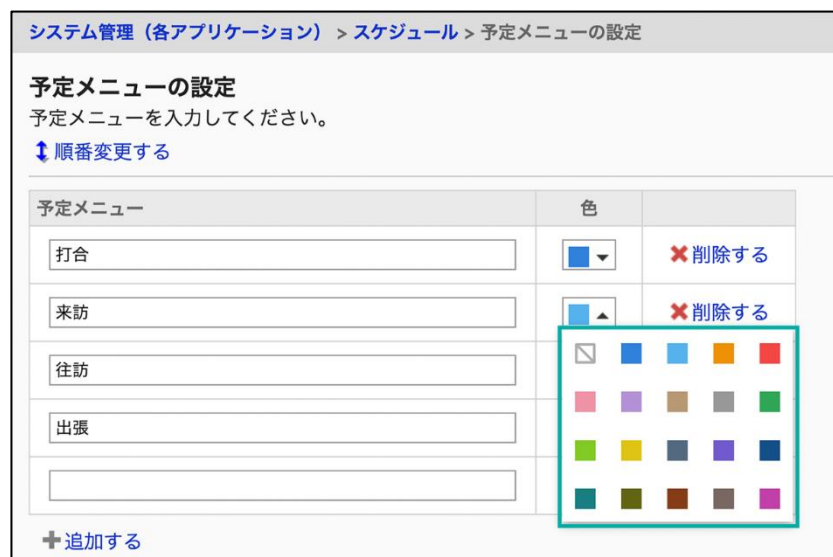 システム管理（各アプリケーション） > スケジュール > 予定メニューの設定
予定メニューの設定
予定メニューを入力してください。
順番変更する
予定メニュー 色
打合 削除する
来訪 削除する
往訪
出張
追加する